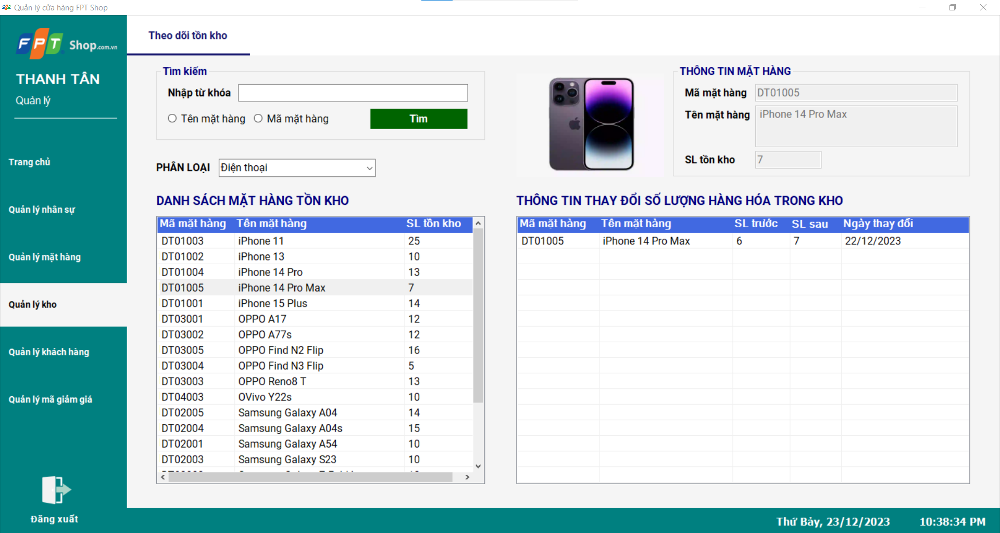 Quản lý cửa hàng FPT Shop
FPT Shop.com.vn
THANH TÂN
Quản lý
Trang chủ
Quản lý nhân sự
Quản lý mặt hàng
Quản lý kho
Quản lý khách hàng
Quản lý mã giảm giá
Đăng xuất
Theo dõi tồn kho
Tìm kiếm
Nhập từ khóa
Tên mặt hàng Mã mặt hàng Tìm
PHÂN LOẠI Điện thoại
THÔNG TIN MẶT HÀNG
Mã mặt hàng DT01005
Tên mặt hàng iPhone 14 Pro Max
SL tồn kho 7
DANH SÁCH MẶT HÀNG TỒN KHO
Mã mặt hàng Tên mặt hàng SL tồn kho
DT01003 iPhone 11 25
DT01002 iPhone 13 10
DT01004 iPhone 14 Pro 13
DT01005 iPhone 14 Pro Max 7
DT01001 iPhone 15 Plus 14
DT03001 OPPO A17 12
DT03002 OPPO A77s 12
DT03005 OPPO Find N2 Flip 16
DT03004 OPPO Find N3 Flip 5
DT03003 OPPO Reno8 T 13
DT04003 OVivo Y22s 10
DT02005 Samsung Galaxy A04 14
DT02004 Samsung Galaxy A04s 15
DT02001 Samsung Galaxy A54 10
DT02003 Samsung Galaxy S23 10
THÔNG TIN THAY ĐỔI SỐ LƯỢNG HÀNG HÓA TRONG KHO
Mã mặt hàng Tên mặt hàng SL trước SL sau Ngày thay đổi
DT01005 iPhone 14 Pro Max 6 7 22/12/2023
Thứ Bảy, 23/12/2023 10:38:34 PM